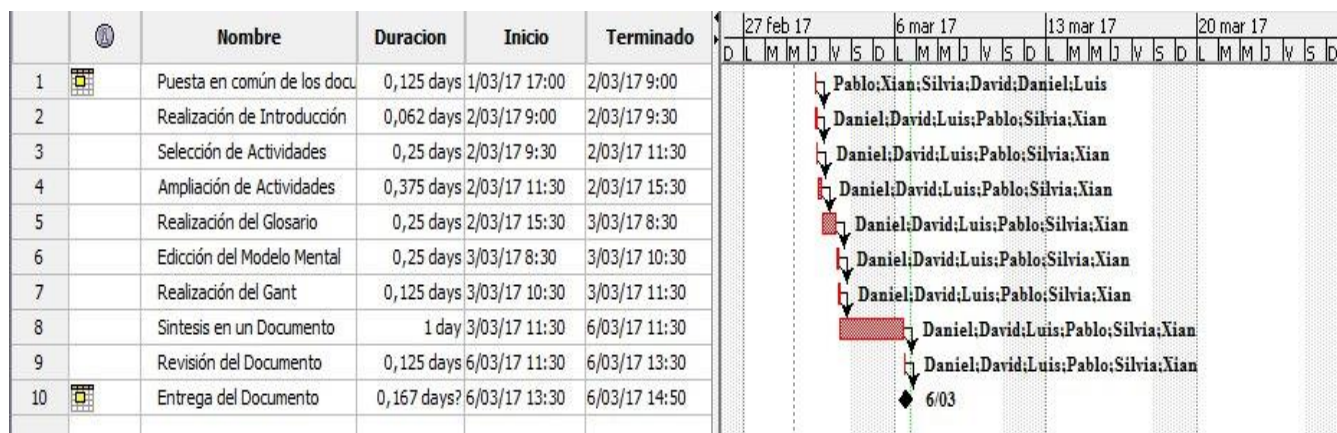 Nombre Duracion Inicio Terminado
27 feb 17 6 mar 17 13 mar 17 20 mar 17
D L M M J V S D L M M J V S D L M M J V S D L M M J V S D
1 Puesta en común de los docu 0,125 days 1/03/17 17:00 2/03/17 9:00 Pablo;Xian;Silvia;David;Daniel;Luis
2 Realización de Introducción 0,062 days 2/03/17 9:00 2/03/17 9:30 Daniel;David;Luis;Pablo;Silvia;Xian
3 Selección de Actividades 0,25 days 2/03/17 9:30 2/03/17 11:30 Daniel;David;Luis;Pablo;Silvia;Xian
4 Ampliación de Actividades 0,375 days 2/03/17 11:30 2/03/17 15:30 Daniel;David;Luis;Pablo;Silvia;Xian
5 Realización del Glosario 0,25 days 2/03/17 15:30 3/03/17 8:30 Daniel;David;Luis;Pablo;Silvia;Xian
6 Edicción del Modelo Mental 0,25 days 3/03/17 8:30 3/03/17 10:30 Daniel;David;Luis;Pablo;Silvia;Xian
7 Realización del Gant 0,125 days 3/03/17 10:30 3/03/17 11:30 Daniel;David;Luis;Pablo;Silvia;Xian
8 Sintesis en un Documento 1 day 3/03/17 11:30 6/03/17 11:30 Daniel;David;Luis;Pablo;Silvia;Xian
9 Revisión del Documento 0,125 days 6/03/17 11:30 6/03/17 13:30 Daniel;David;Luis;Pablo;Silvia;Xian
10 Entrega del Documento 0,167 days? 6/03/17 13:30 6/03/17 14:50 6/03